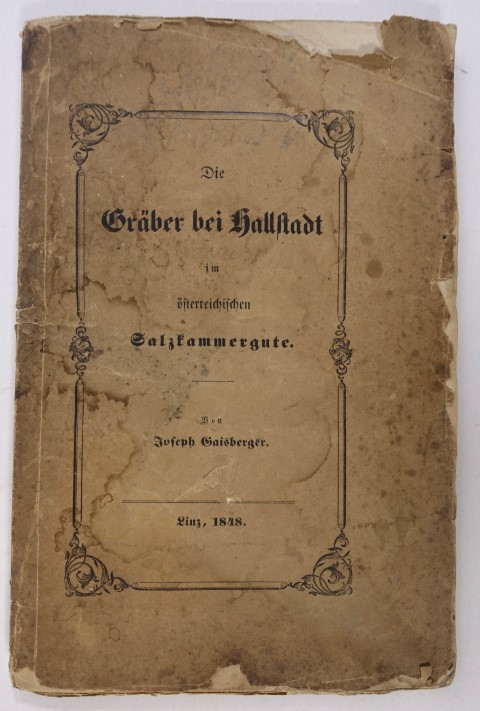 Die
Gräber bei Hallstadt
im
österreichischen
Salzkammergute.
Von
Joseph Gaisberger.
Linz, 1848.